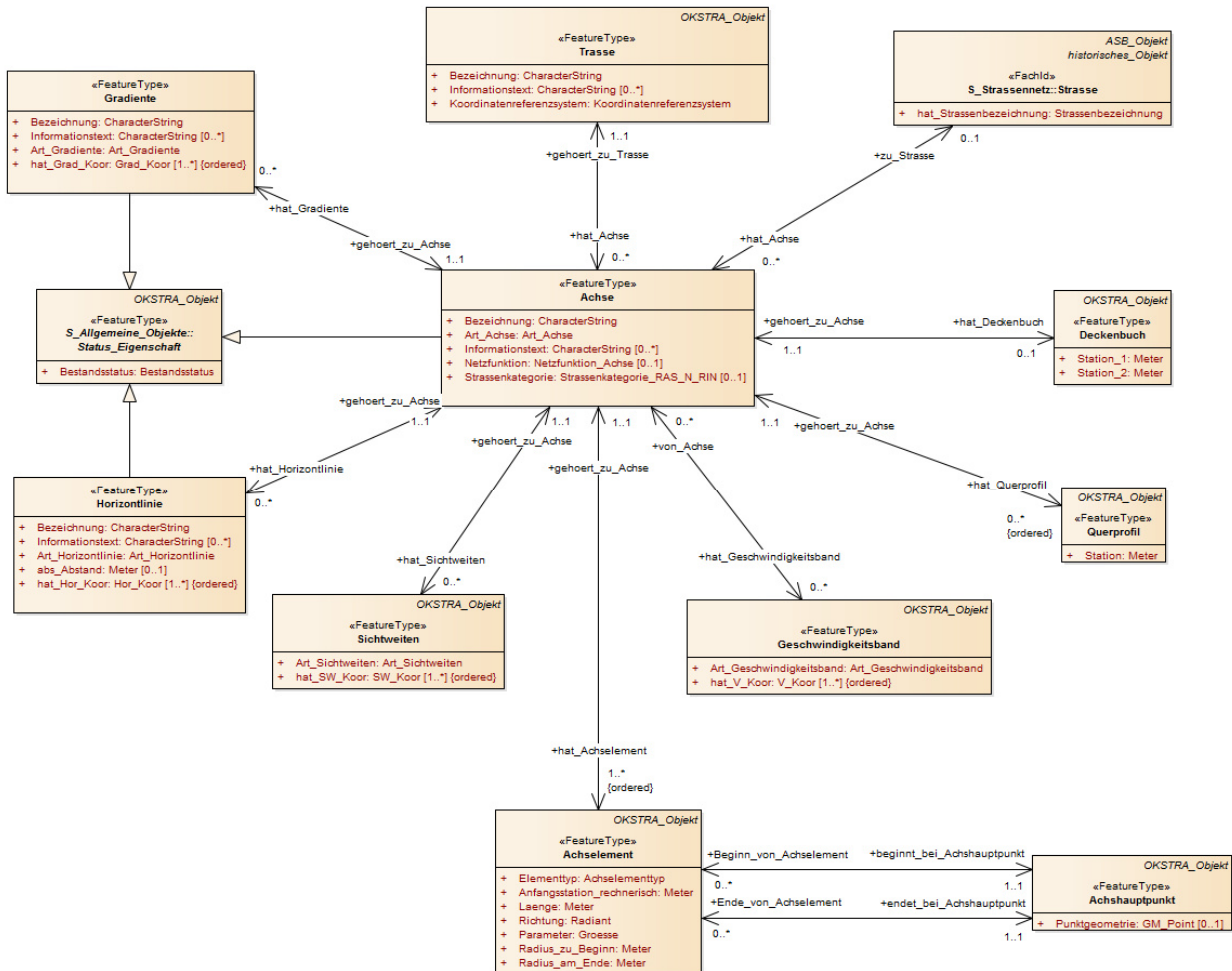 OKSTRA_Objekt
«FeatureType»
Trasse
+ Bezeichnung: CharacterString
+ Informationstext: CharacterString [0..*]
+ Koordinatenreferenzsystem: Koordinatenreferenzsystem
ASB_Objekt
historisches_Objekt
«FachId»
S_Strassennetz::Strasse
+ hat_Strassenbezeichnung: Strassenbezeichnung
«FeatureType»
Gradiente
+ Bezeichnung: CharacterString
+ Informationstext: CharacterString [0..*]
+ Art_Gradiente: Art_Gradiente
+ hat_Grad_Koor: Grad_Koor [1..*] {ordered}
1..1
+gehoert_zu_Trasse
0..1
+zu_Strasse
0..*
+hat_Gradiente
+gehoert_zu_Achse
1..1
+hat_Achse
0..*
+hat_Achse
0..*
OKSTRA_Objekt
«FeatureType»
S_Allgemeine_Objekte::
Status_Eigenschaft
+ Bestandsstatus: Bestandsstatus
«FeatureType»
Achse
+ Bezeichnung: CharacterString
+ Art_Achse: Art_Achse
+ Informationstext: CharacterString [0..*]
+ Netzfunktion: Netzfunktion_Achse [0..1]
+ Strassenkategorie: Strassenkategorie_RAS_N_RIN [0..1]
+gehoert_zu_Achse
1..1
+hat_Deckenbuch
0..1
OKSTRA_Objekt
«FeatureType»
Deckenbuch
+ Station_1: Meter
+ Station_2: Meter
+gehoert_zu_Achse
1..1
+hat_Horizontlinie
0..*
1..1
+gehoert_zu_Achse
1..1
+gehoert_zu_Achse
0..*
+von_Achse
1..1
+gehoert_zu_Achse
+hat_Querprofil
0..*
{ordered}
OKSTRA_Objekt
«FeatureType»
Querprofil
+ Station: Meter
«FeatureType»
Horizontlinie
+ Bezeichnung: CharacterString
+ Informationstext: CharacterString [0..*]
+ Art_Horizontlinie: Art_Horizontlinie
+ abs_Abstand: Meter [0..1]
+ hat_Hor_Koor: Hor_Koor [1..*] {ordered}
+hat_Sichtweiten
0..*
+hat_Geschwindigkeitsband
0..*
OKSTRA_Objekt
«FeatureType»
Sichtweiten
+ Art_Sichtweiten: Art_Sichtweiten
+ hat_SW_Koor: SW_Koor [1..*] {ordered}
OKSTRA_Objekt
«FeatureType»
Geschwindigkeitsband
+ Art_Geschwindigkeitsband: Art_Geschwindigkeitsband
+ hat_V_Koor: V_Koor [1..*] {ordered}
+hat_Achselement
1..*
{ordered}
OKSTRA_Objekt
«FeatureType»
Achselement
+ Elementtyp: Achselementtyp
+ Anfangsstation_rechnerisch: Meter
+ Laenge: Meter
+ Richtung: Radiant
+ Parameter: Groesse
+ Radius_zu_Beginn: Meter
+ Radius_am_Ende: Meter
+Beginn_von_Achselement
0..*
+beginnt_bei_Achshauptpunkt
1..1
+Ende_von_Achselement
0..*
+endet_bei_Achshauptpunkt
1..1
OKSTRA_Objekt
«FeatureType»
Achshauptpunkt
+ Punktgeometrie: GM_Point [0..1]